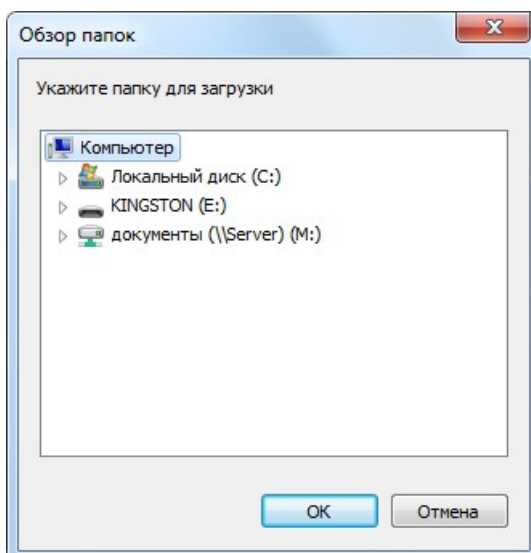 Обзор папок
Укажите папку для загрузки
Компьютер
Локальный диск (C:)
KINGSTON (E:)
документы (\\Server) (M:)
OK
Отмена